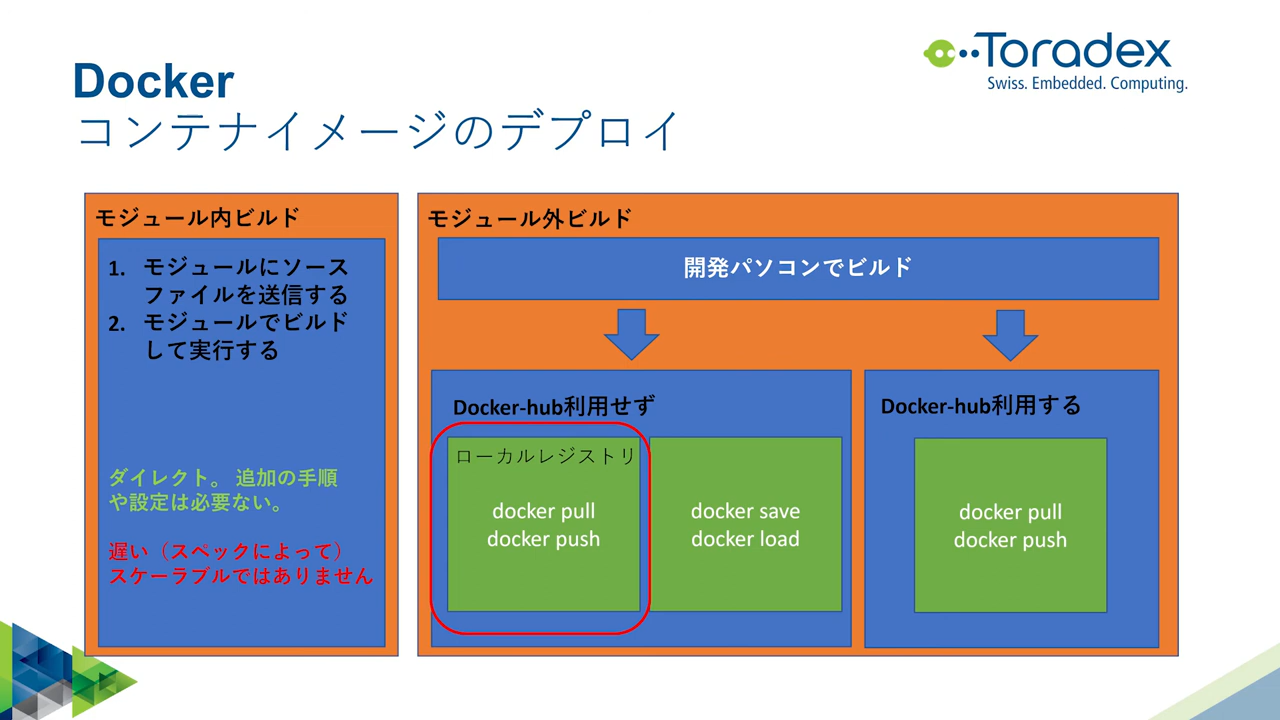 Toradex
Swiss. Embedded. Computing.
Docker
コンテナイメージのデプロイ
モジュール内ビルド
1. モジュールにソース
ファイルを送信する
2. モジュールでビルド
して実行する
ダイレクト。 追加の手順
や設定は必要ない。
遅い（スペックによって）
スケーラブルではありません
モジュール外ビルド
開発パソコンでビルド
Docker-hub利用せず
ローカルレジストリ
docker pull
docker push
docker save
docker load
Docker-hub利用する
docker pull
docker push